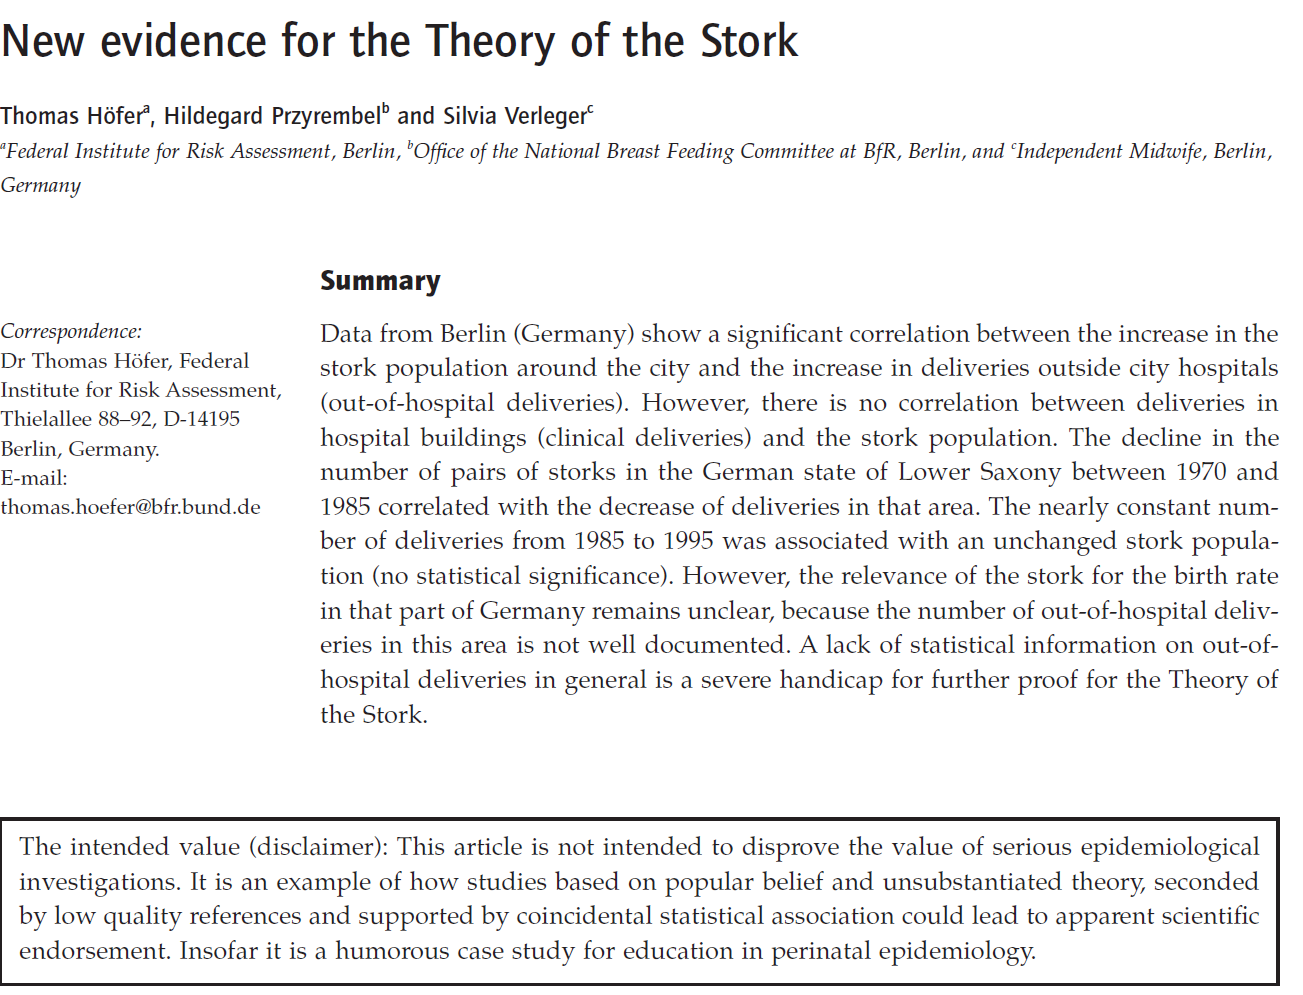 New evidence for the Theory of the Stork
Thomas Höferᵃ, Hildegard Przyrembelᵇ and Silvia Verlegerᶜ
ᵃFederal Institute for Risk Assessment, Berlin, ᵇOffice of the National Breast Feeding Committee at BfR, Berlin, and ᶜIndependent Midwife, Berlin,
Germany
Correspondence:
Dr Thomas Höfer, Federal
Institute for Risk Assessment,
Thielallee 88–92, D-14195
Berlin, Germany.
E-mail:
thomas.hoefer@bfr.bund.de
Summary
Data from Berlin (Germany) show a significant correlation between the increase in the
stork population around the city and the increase in deliveries outside city hospitals
(out-of-hospital deliveries). However, there is no correlation between deliveries in
hospital buildings (clinical deliveries) and the stork population. The decline in the
number of pairs of storks in the German state of Lower Saxony between 1970 and
1985 correlated with the decrease of deliveries in that area. The nearly constant num-
ber of deliveries from 1985 to 1995 was associated with an unchanged stork popula-
tion (no statistical significance). However, the relevance of the stork for the birth rate
in that part of Germany remains unclear, because the number of out-of-hospital deliv-
eries in this area is not well documented. A lack of statistical information on out-of-
hospital deliveries in general is a severe handicap for further proof for the Theory of
the Stork.
The intended value (disclaimer): This article is not intended to disprove the value of serious epidemiological
investigations. It is an example of how studies based on popular belief and unsubstantiated theory, seconded
by low quality references and supported by coincidental statistical association could lead to apparent scientific
endorsement. Insofar it is a humorous case study for education in perinatal epidemiology.